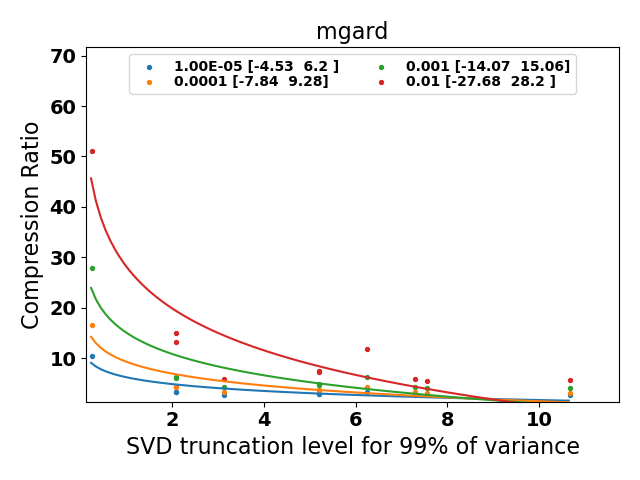 mgard
1.00E-05 [-4.53  6.2 ]
0.0001 [-7.84  9.28]
0.001 [-14.07  15.06]
0.01 [-27.68  28.2 ]
Compression Ratio
70
60
50
40
30
20
10
2 4 6 8 10
SVD truncation level for 99% of variance